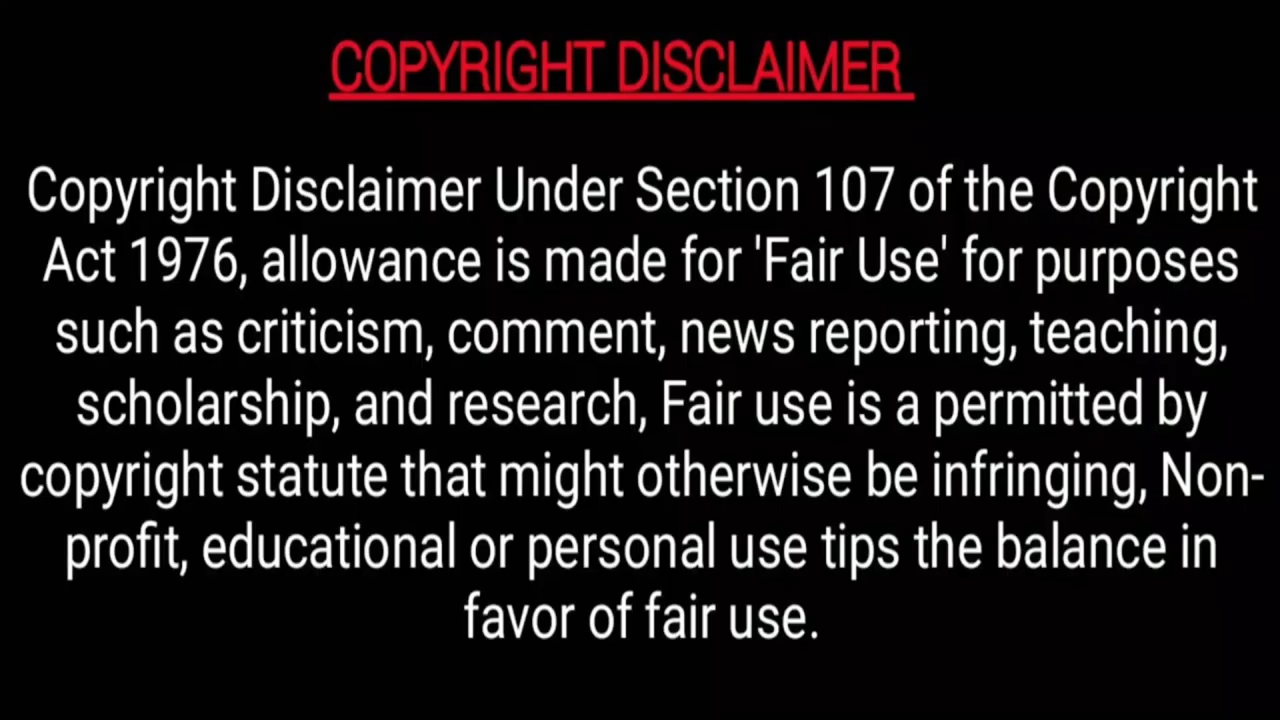 COPYRIGHT DISCLAIMER
Copyright Disclaimer Under Section 107 of the Copyright
Act 1976, allowance is made for 'Fair Use' for purposes
such as criticism, comment, news reporting, teaching,
scholarship, and research, Fair use is a permitted by
copyright statute that might otherwise be infringing, Non-
profit, educational or personal use tips the balance in
favor of fair use.